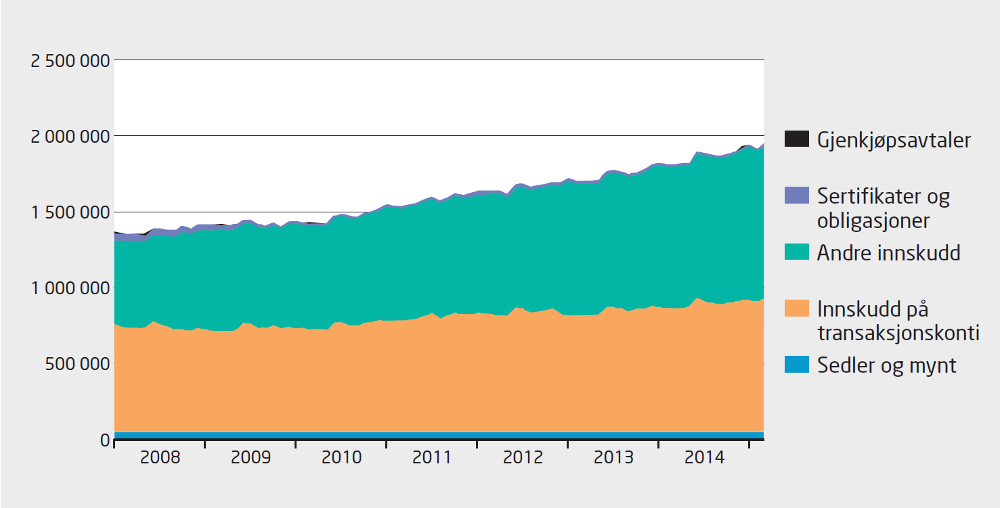 2 500 000
2 000 000
1 500 000
1 000 000
500 000
0
2008
2009
2010
2011
2012
2013
2014
Gjenkjøpsavtaler
Sertifikater og
obligasjoner
Andre innskudd
Innskudd på
transaksjonskonti
Sedler og mynt